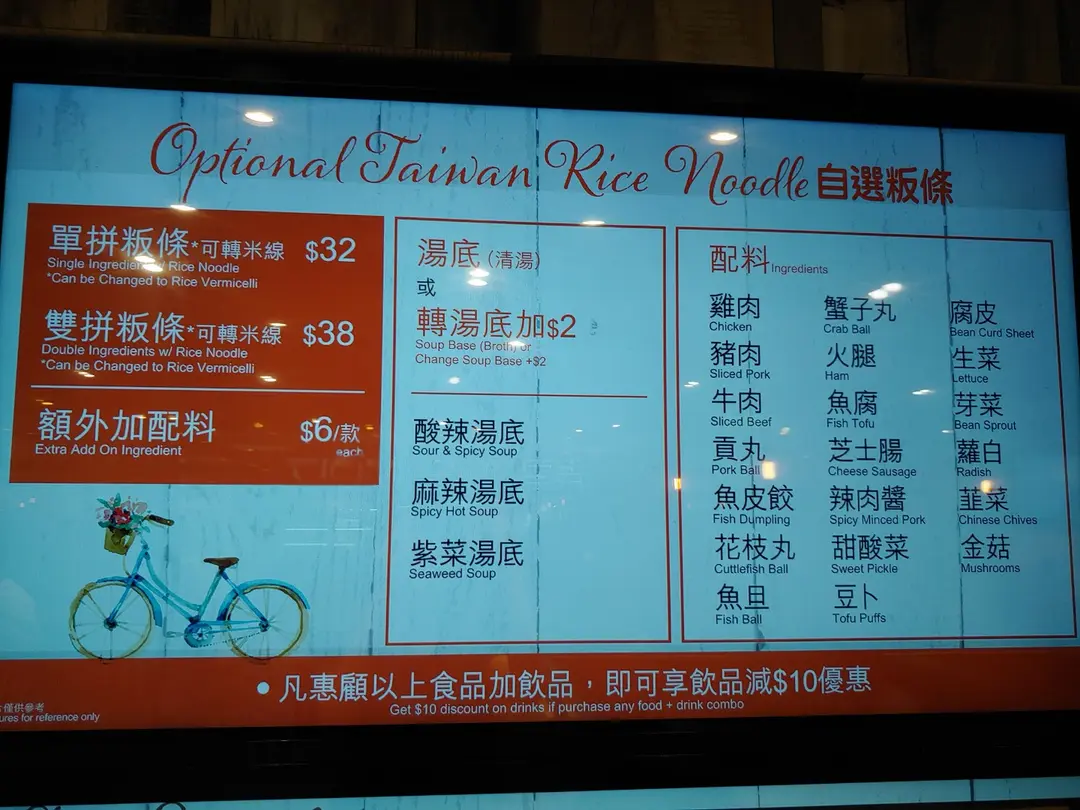 Optional Taiwan Rice Noodle 自選粄條
單拼粄條*可轉米線 $32
Single Ingredient w/ Rice Noodle
*Can be Changed to Rice Vermicelli
雙拼粄條*可轉米線 $38
Double Ingredients w/ Rice Noodle
*Can be Changed to Rice Vermicelli
額外加配料 $6/款
Extra Add On Ingredient each
湯底 (清湯)
或
轉湯底加$2
Soup Base (Broth) or
Change Soup Base +$2
酸辣湯底
Sour & Spicy Soup
麻辣湯底
Spicy Hot Soup
紫菜湯底
Seaweed Soup
配料 Ingredients
雞肉
Chicken
豬肉
Sliced Pork
牛肉
Sliced Beef
貢丸
Pork Ball
魚皮餃
Fish Dumpling
花枝丸
Cuttlefish Ball
魚旦
Fish Ball
蟹子丸
Crab Ball
火腿
Ham
魚腐
Fish Tofu
芝士腸
Cheese Sausage
辣肉醬
Spicy Minced Pork
甜酸菜
Sweet Pickle
豆卜
Tofu Puffs
腐皮
Bean Curd Sheet
生菜
Lettuce
芽菜
Bean Sprout
蘿白
Radish
韮菜
Chinese Chives
金菇
Mushrooms
• 凡惠顧以上食品加飲品，即可享飲品減$10優惠
Get $10 discount on drinks if purchase any food + drink combo
僅供參考
ures for reference only